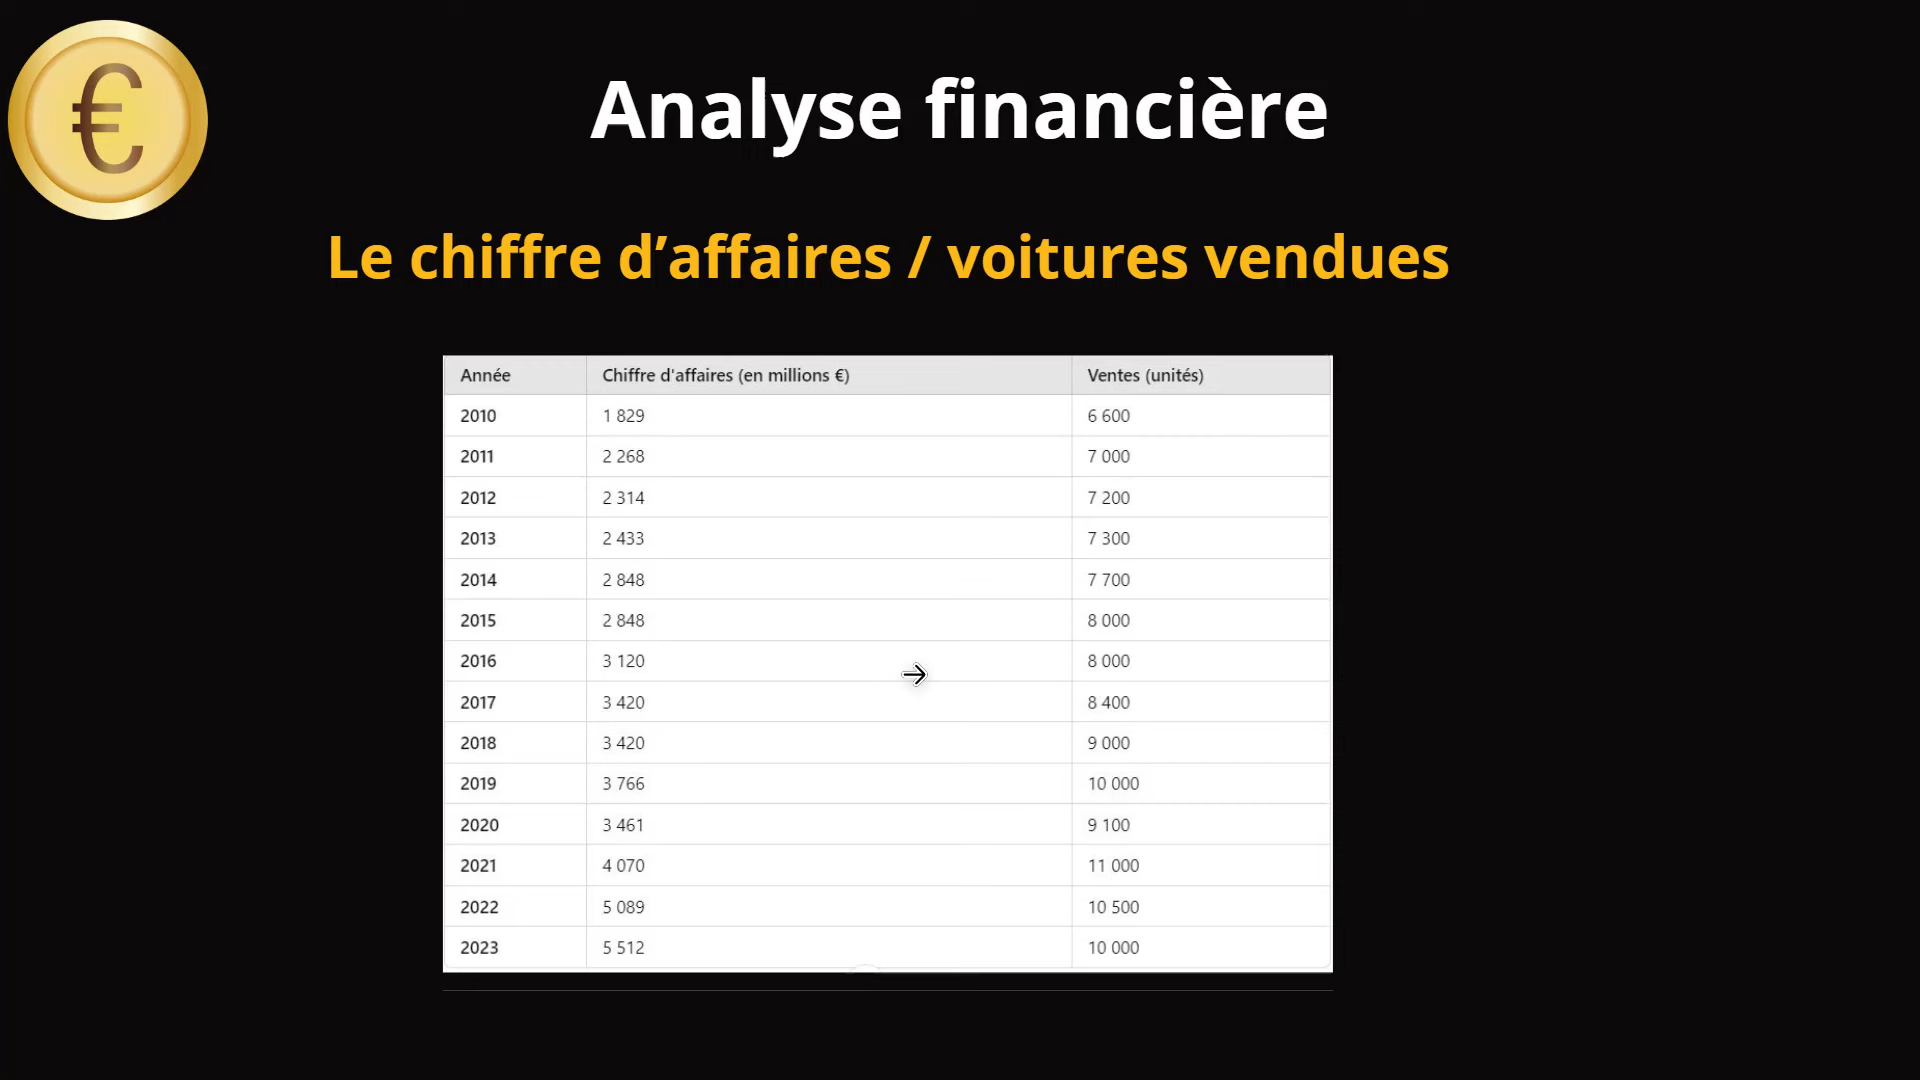 €
Analyse financière
Le chiffre d’affaires / voitures vendues
Année Chiffre d'affaires (en millions €) Ventes (unités)
2010 1 829 6 600
2011 2 268 7 000
2012 2 314 7 200
2013 2 433 7 300
2014 2 848 7 700
2015 2 848 8 000
2016 3 120 8 000
2017 3 420 8 400
2018 3 420 9 000
2019 3 766 10 000
2020 3 461 9 100
2021 4 070 11 000
2022 5 089 10 500
2023 5 512 10 000